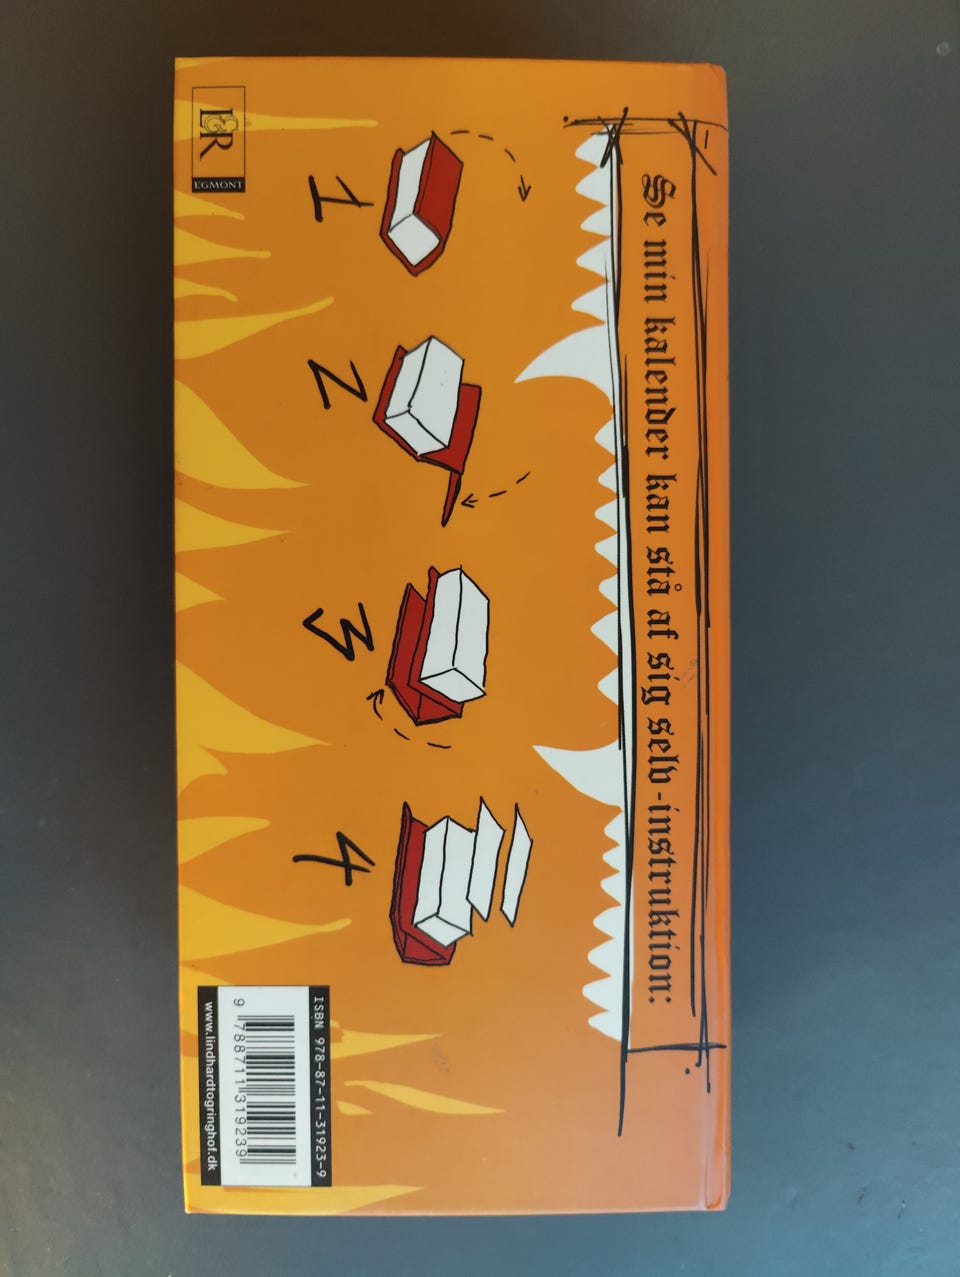 Se min kalender kan stå af sig selv-instruktion:
1
2
3
4
L&R
EGMONT
ISBN 978-87-11-31923-9
9 788711 319239
www.lindhardtogringhof.dk